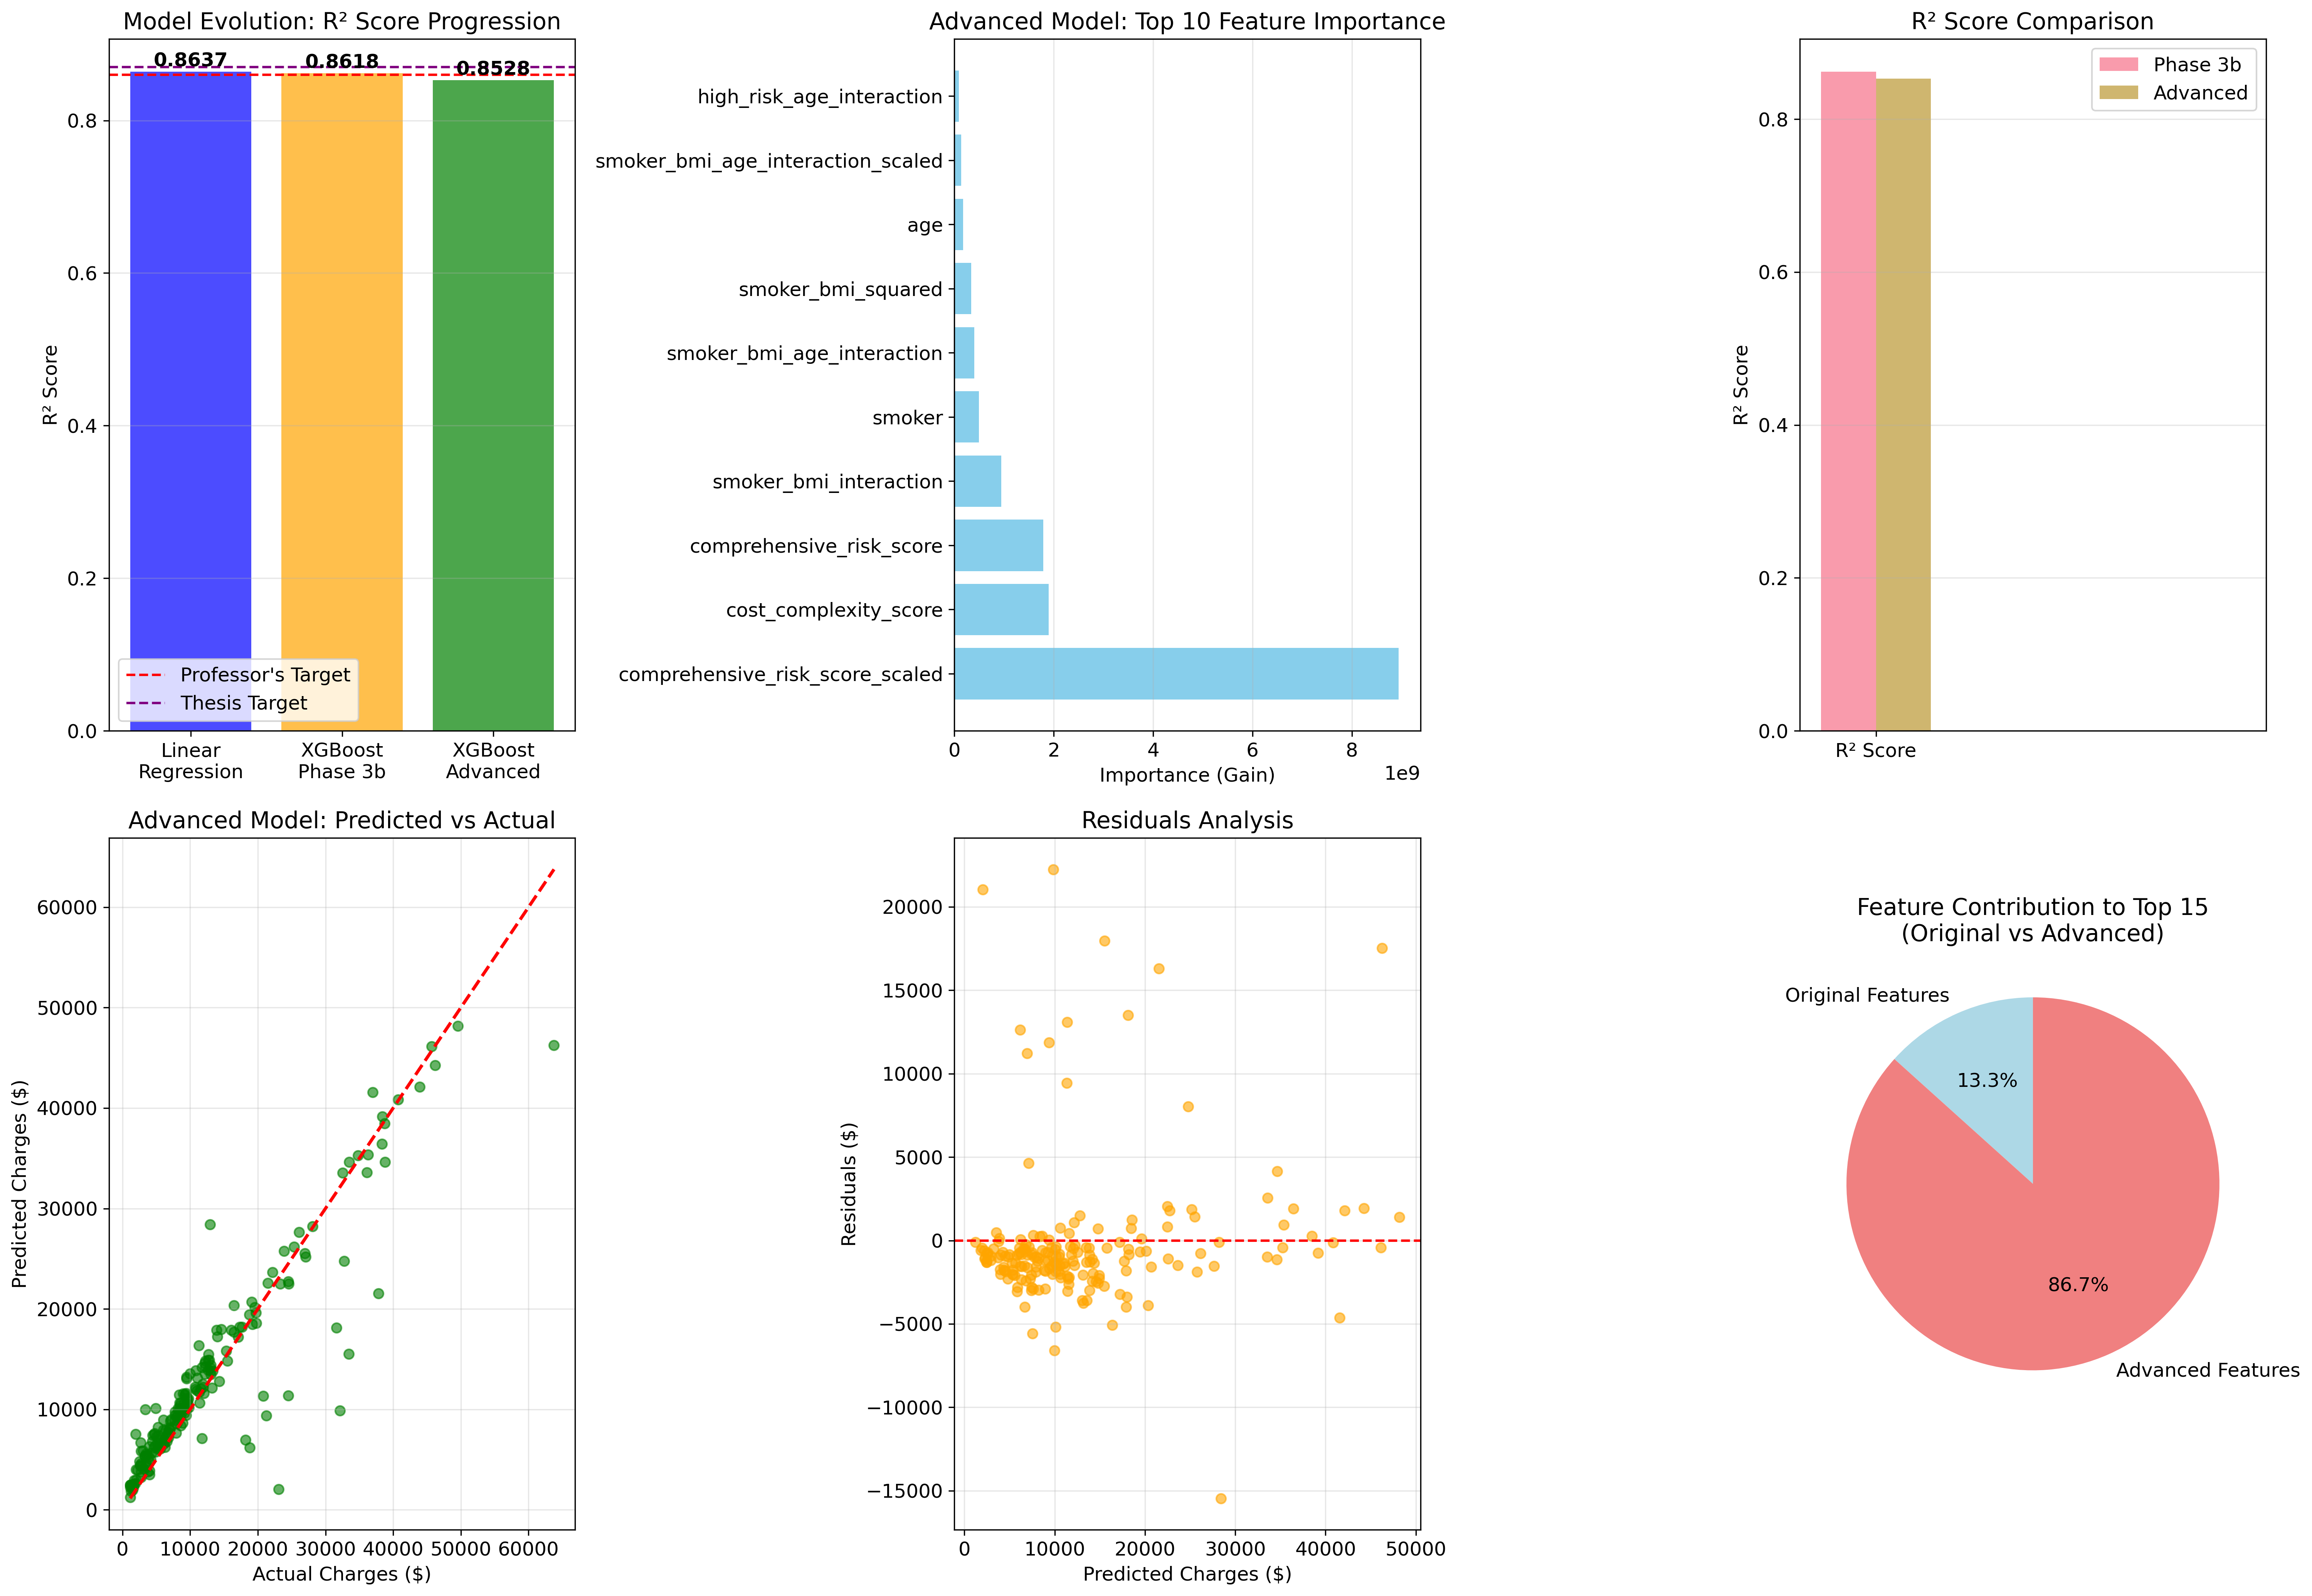 Model Evolution: R² Score Progression
0.8637
0.8618
0.8528
R² Score
0.8
0.6
0.4
0.2
0.0
Professor's Target
Thesis Target
Linear
Regression
XGBoost
Phase 3b
XGBoost
Advanced
Advanced Model: Top 10 Feature Importance
high_risk_age_interaction
smoker_bmi_age_interaction_scaled
age
smoker_bmi_squared
smoker_bmi_age_interaction
smoker
smoker_bmi_interaction
comprehensive_risk_score
cost_complexity_score
comprehensive_risk_score_scaled
0
2
4
6
8
1e9
Importance (Gain)
R² Score Comparison
Phase 3b
Advanced
R² Score
0.8
0.6
0.4
0.2
0.0
R² Score
Advanced Model: Predicted vs Actual
Predicted Charges ($)
60000
50000
40000
30000
20000
10000
0
0
10000
20000
30000
40000
50000
60000
Actual Charges ($)
Residuals Analysis
Residuals ($)
20000
15000
10000
5000
0
−5000
−10000
−15000
0
10000
20000
30000
40000
50000
Predicted Charges ($)
Feature Contribution to Top 15
(Original vs Advanced)
Original Features
13.3%
86.7%
Advanced Features